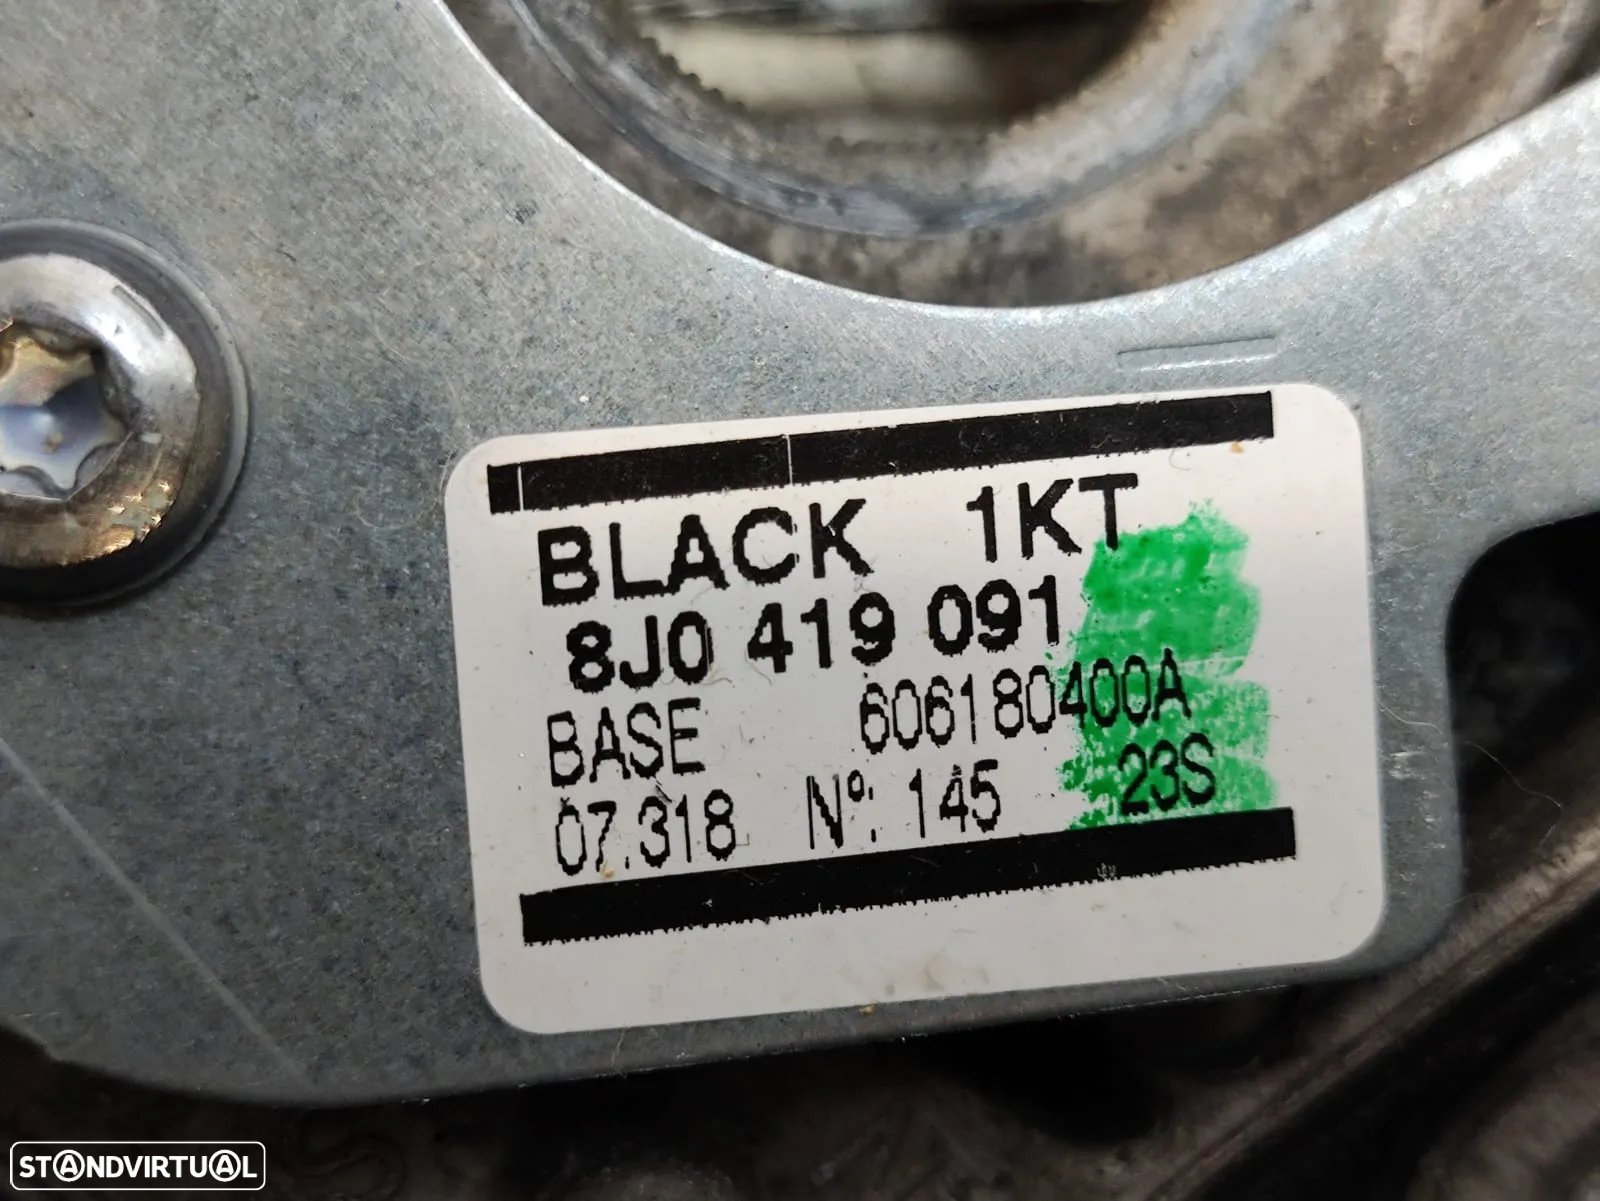 BLACK 1KT
8J0 419 091
BASE 606180400A
07.318 Nº: 145 23S
STANDVIRTUAL